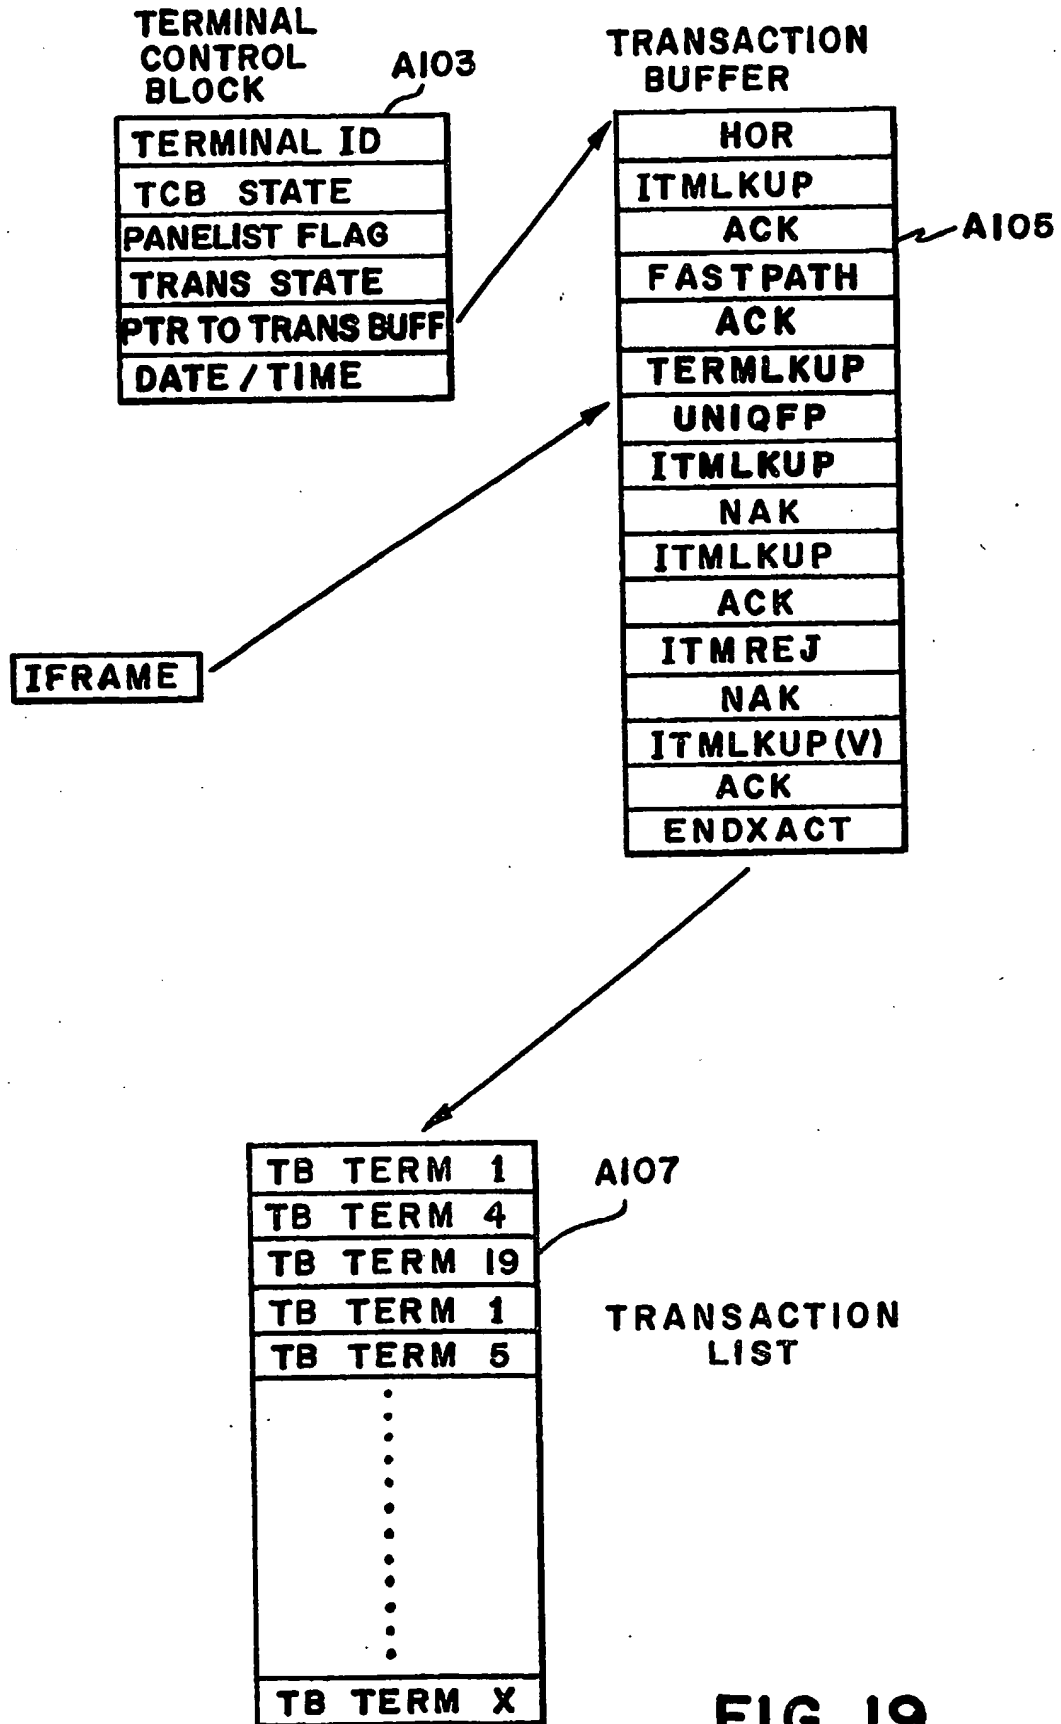 TERMINAL
CONTROL
BLOCK
A103
TERMINAL ID
TCB STATE
PANELIST FLAG
TRANS STATE
PTR TO TRANS BUFF
DATE / TIME
TRANSACTION
BUFFER
HOR
ITMLKUP
ACK
A105
FASTPATH
ACK
TERMLKUP
UNIQFP
ITMLKUP
NAK
ITMLKUP
ACK
ITMREJ
NAK
ITMLKUP(V)
ACK
ENDXACT
IFRAME
TB TERM 1
TB TERM 4
TB TERM 19
TB TERM 1
TB TERM 5
TB TERM X
A107
TRANSACTION
LIST
FIG. 19